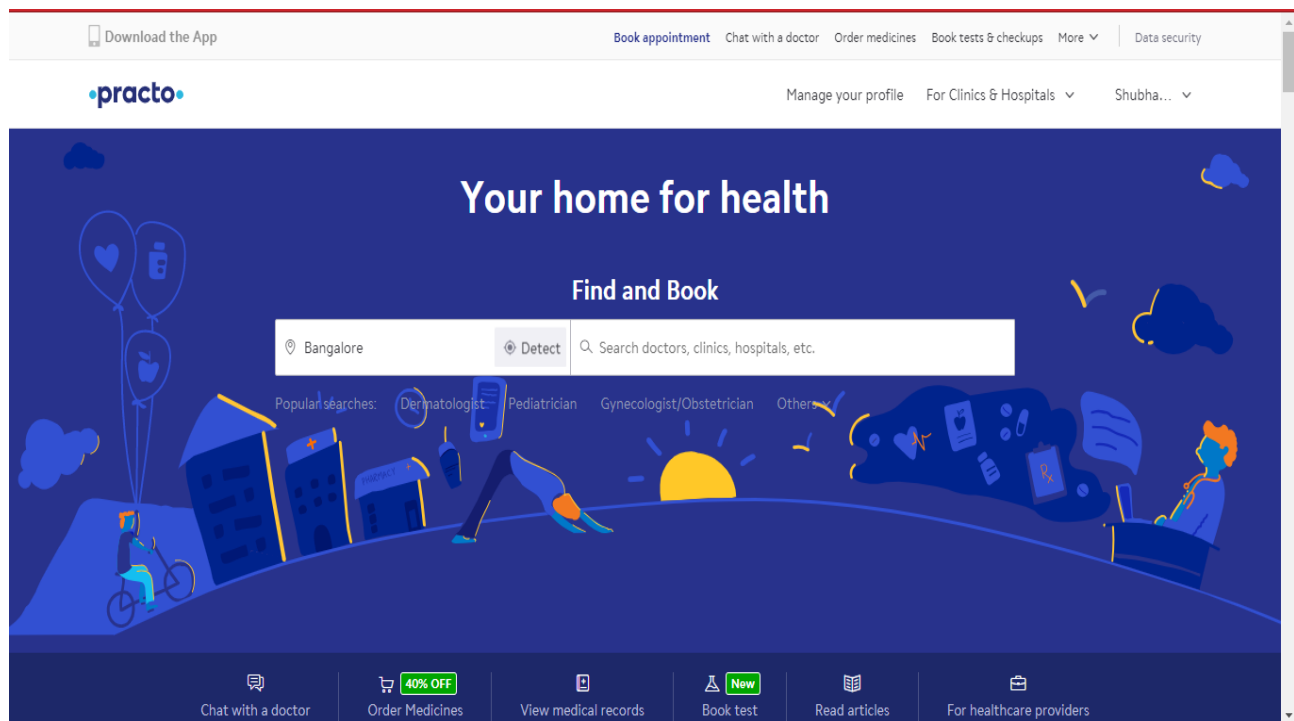 Download the App
Book appointment Chat with a doctor Order medicines Book tests & checkups More Data security
practo
Manage your profile For Clinics & Hospitals Shubha...
Your home for health
Find and Book
Bangalore Detect Search doctors, clinics, hospitals, etc.
Popular searches: Dermatologist Pediatrician Gynecologist/Obstetrician Others
PHARMACY
Rx
40% OFF New
Chat with a doctor Order Medicines View medical records Book test Read articles For healthcare providers